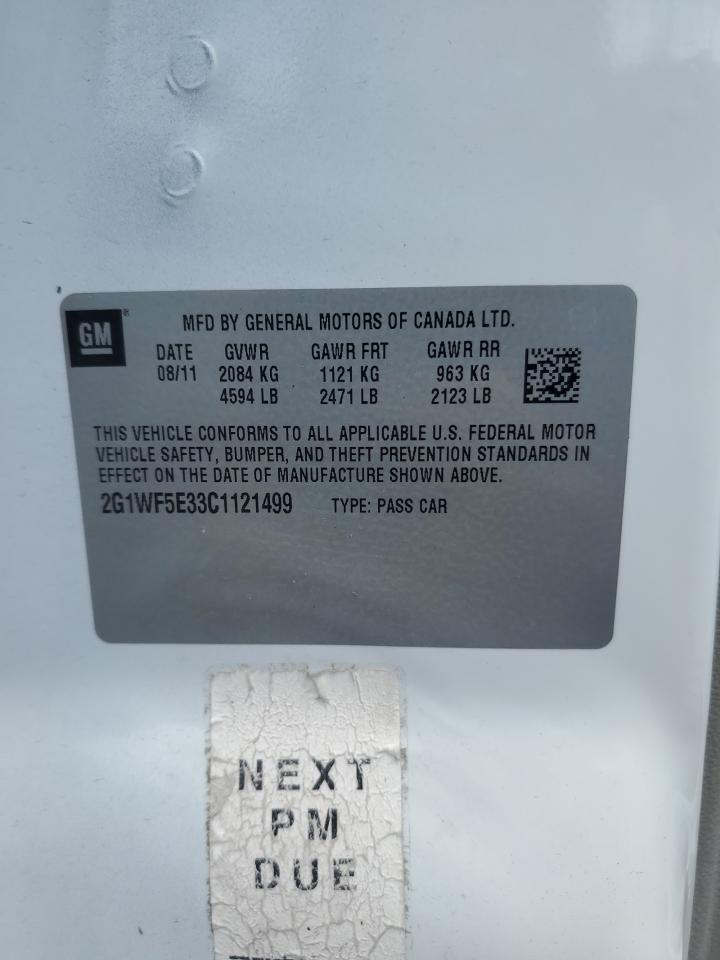 GM®
MFD BY GENERAL MOTORS OF CANADA LTD.
DATE GVWR GAWR FRT GAWR RR
08/11 2084 KG 1121 KG 963 KG
4594 LB 2471 LB 2123 LB
THIS VEHICLE CONFORMS TO ALL APPLICABLE U.S. FEDERAL MOTOR
VEHICLE SAFETY, BUMPER, AND THEFT PREVENTION STANDARDS IN
EFFECT ON THE DATE OF MANUFACTURE SHOWN ABOVE.
2G1WF5E33C1121499 TYPE: PASS CAR
NEXT
PM
DUE